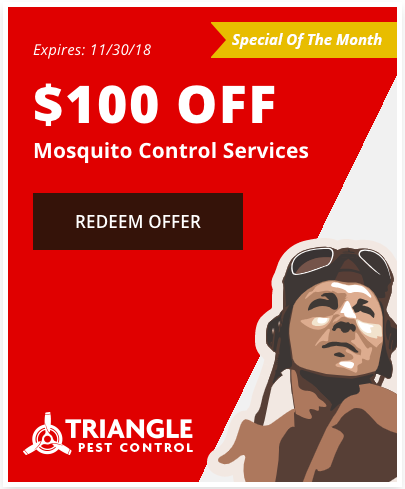 Special Of The Month
Expires: 11/30/18
$100 OFF
Mosquito Control Services
REDEEM OFFER
TRIANGLE
PEST CONTROL